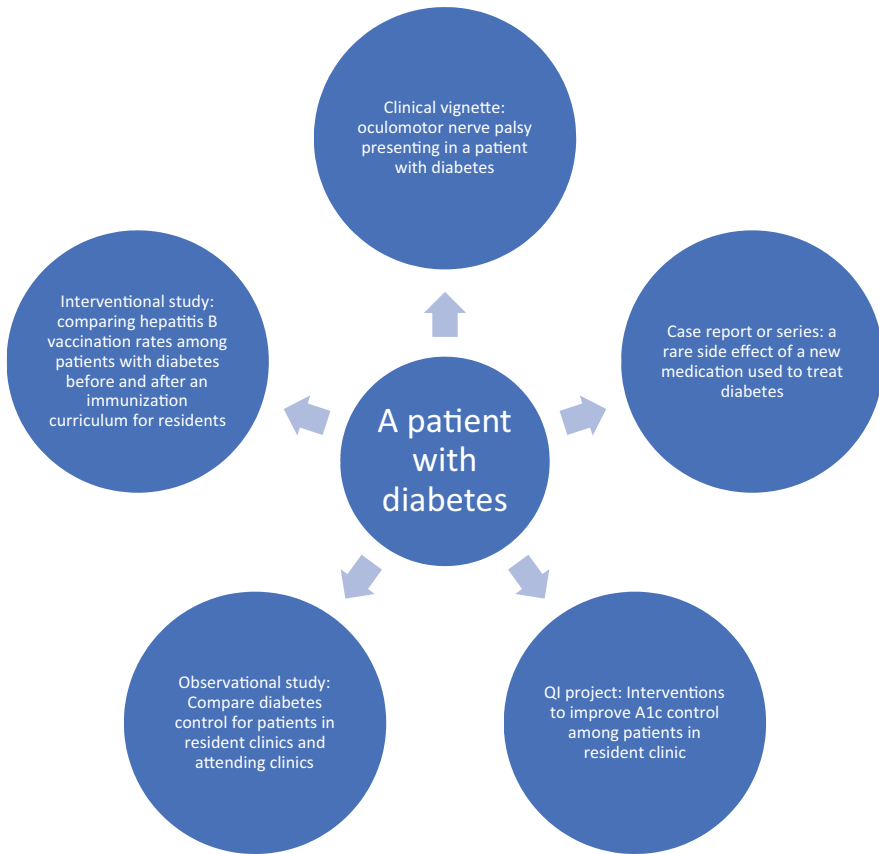 Clinical vignette:
oculomotor nerve palsy
presenting in a patient
with diabetes
Interventional study:
comparing hepatitis B
vaccination rates among
patients with diabetes
before and after an
immunization
curriculum for residents
Case report or series: a
rare side effect of a new
medication used to treat
diabetes
A patient
with
diabetes
Observational study:
Compare diabetes
control for patients in
resident clinics and
attending clinics
QI project: Interventions
to improve A1c control
among patients in
resident clinic